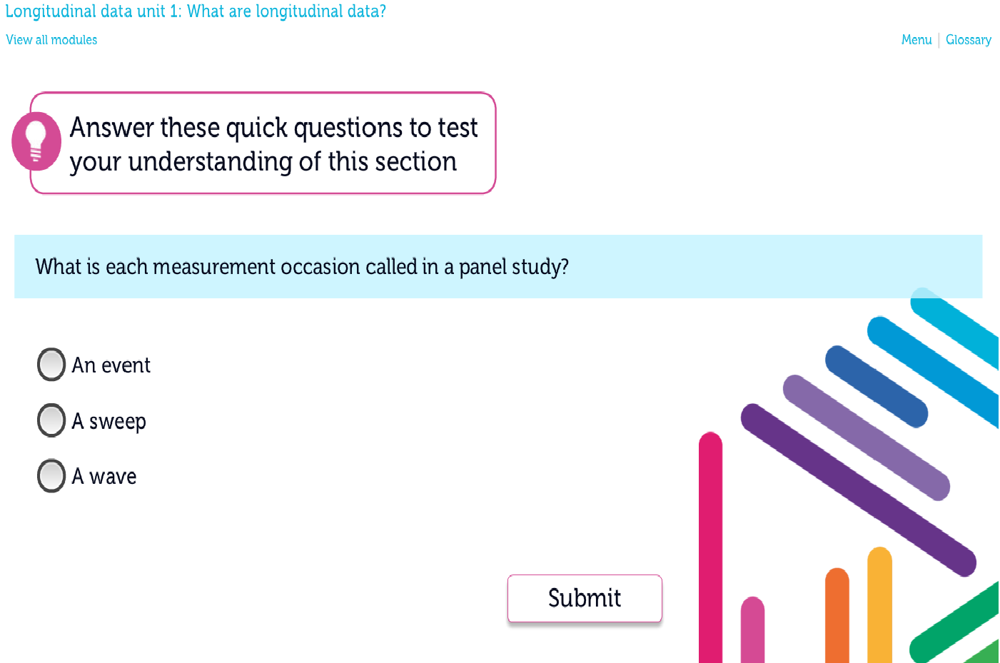 Longitudinal data unit 1: What are longitudinal data?
View all modules
Menu | Glossary
Answer these quick questions to test
your understanding of this section
What is each measurement occasion called in a panel study?
An event
A sweep
A wave
Submit